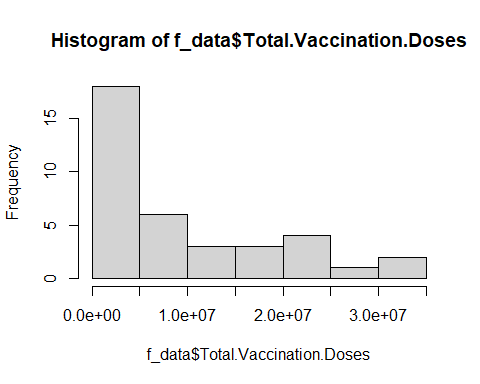 Histogram of f_data$Total.Vaccination.Doses
Frequency
15
10
5
0
0.0e+00 1.0e+07 2.0e+07 3.0e+07
f_data$Total.Vaccination.Doses